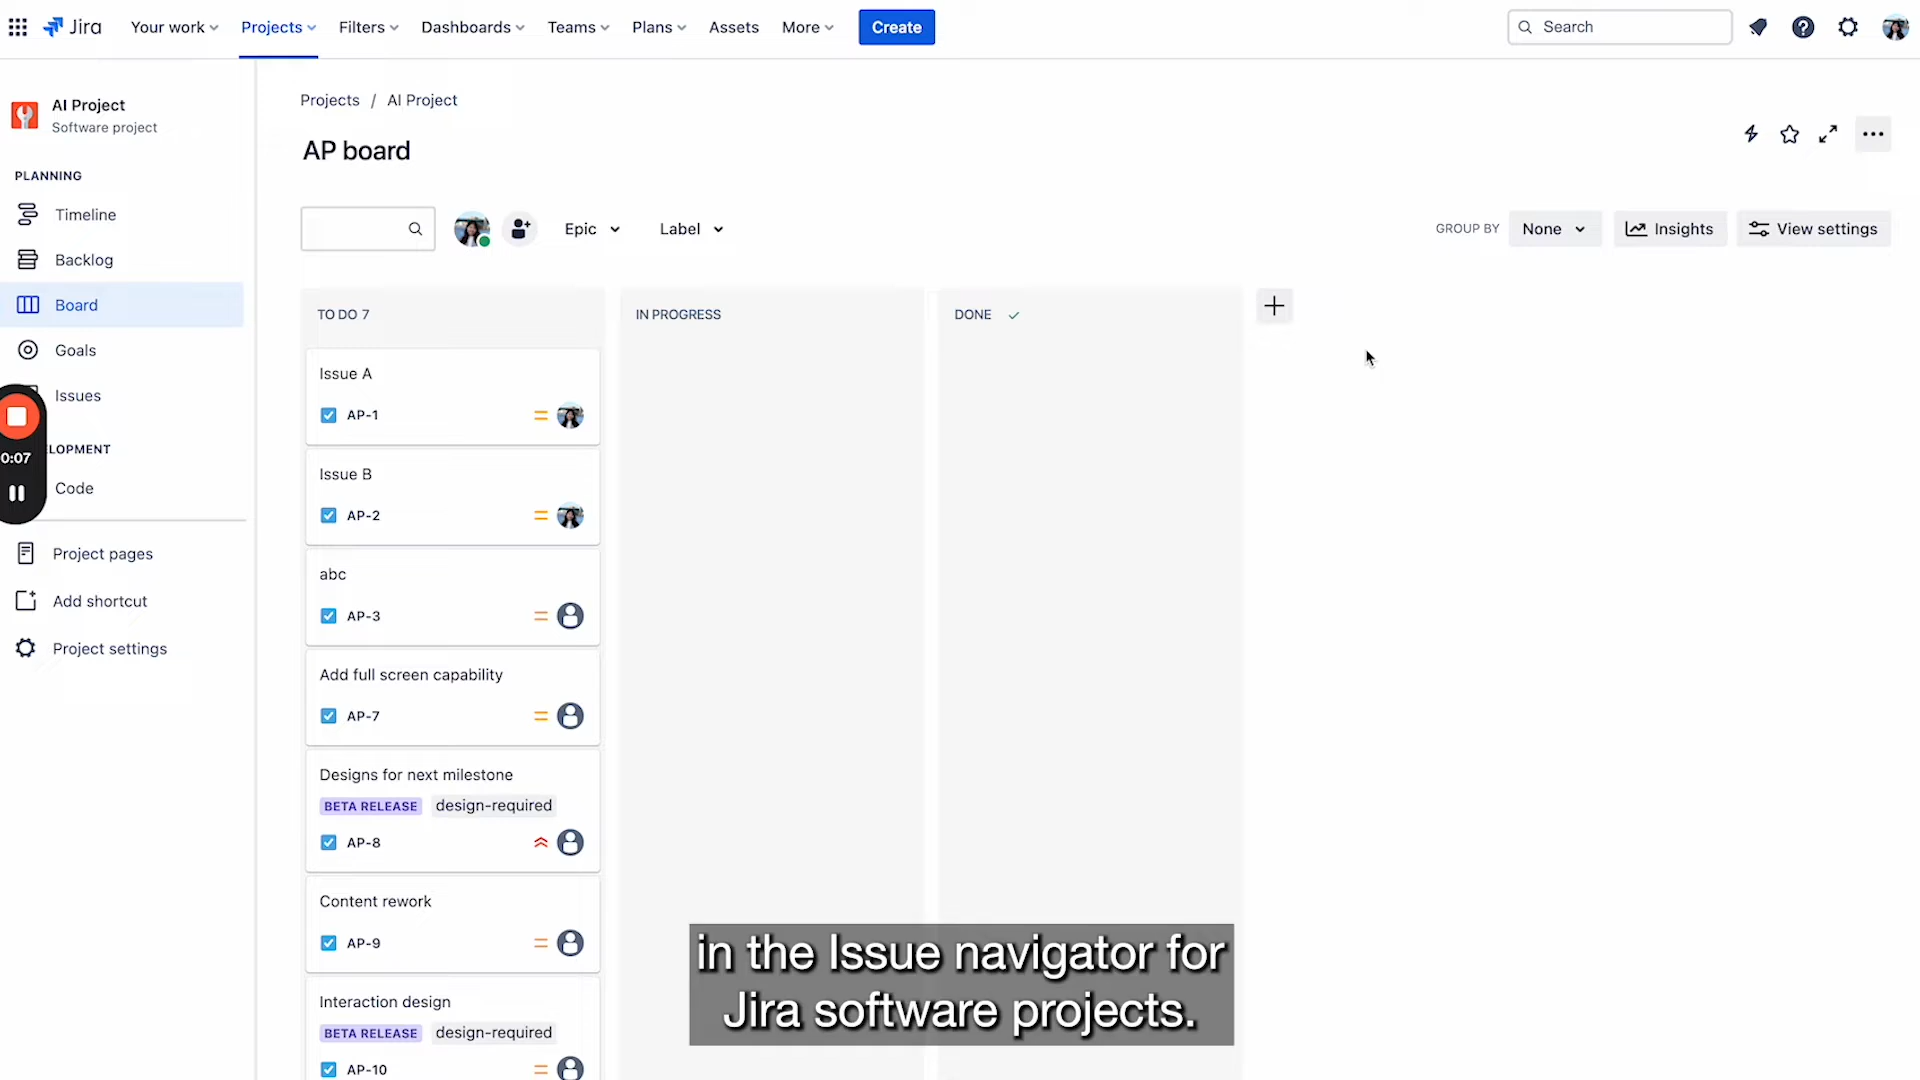 Jira
Your work
Projects
Filters
Dashboards
Teams
Plans
Assets
More
Create
Search
AI Project
Software project
PLANNING
Timeline
Backlog
Board
Goals
Issues
0:07
LOPMENT
Code
Project pages
Add shortcut
Project settings
Projects / AI Project
AP board
Epic
Label
GROUP BY
None
Insights
View settings
TO DO 7
IN PROGRESS
DONE
Issue A
AP-1
Issue B
AP-2
abc
AP-3
Add full screen capability
AP-7
Designs for next milestone
BETA RELEASE design-required
AP-8
Content rework
AP-9
Interaction design
BETA RELEASE design-required
AP-10
in the Issue navigator for
Jira software projects.